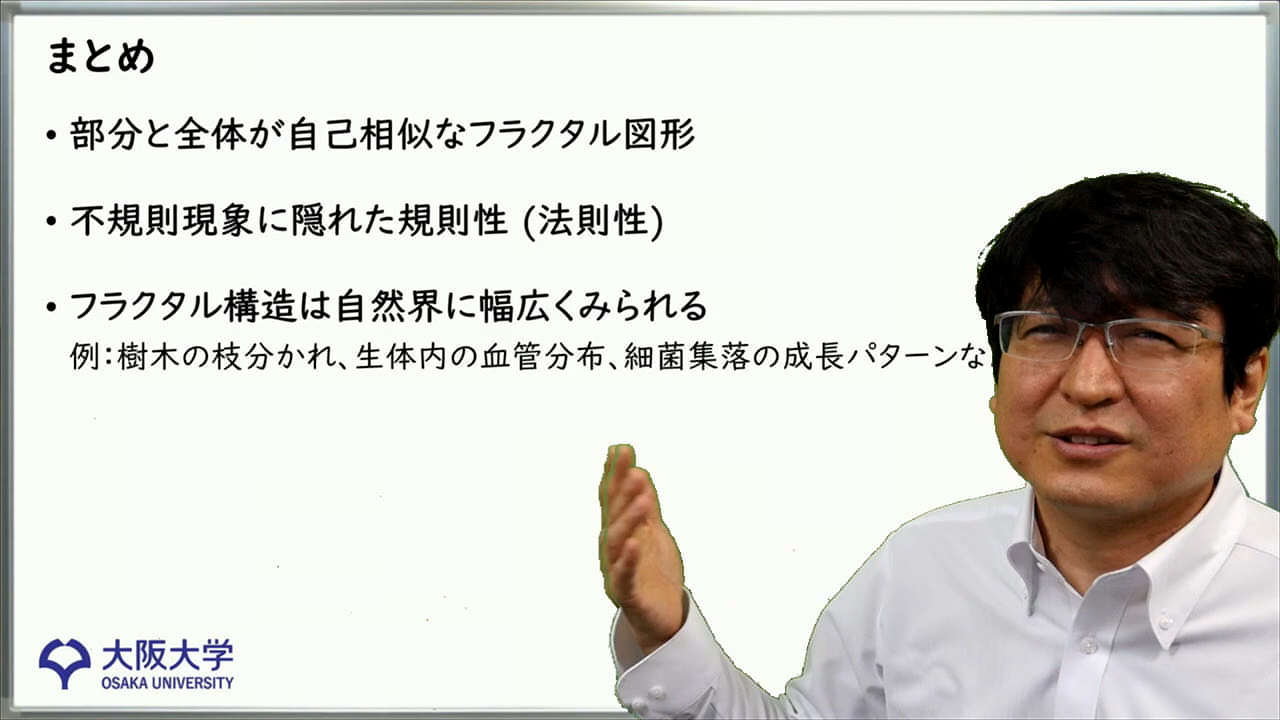 まとめ
• 部分と全体が自己相似なフラクタル図形
• 不規則現象に隠れた規則性 (法則性)
• フラクタル構造は自然界に幅広くみられる
例：樹木の枝分かれ、生体内の血管分布、細菌集落の成長パターンな
大阪大学
OSAKA UNIVERSITY